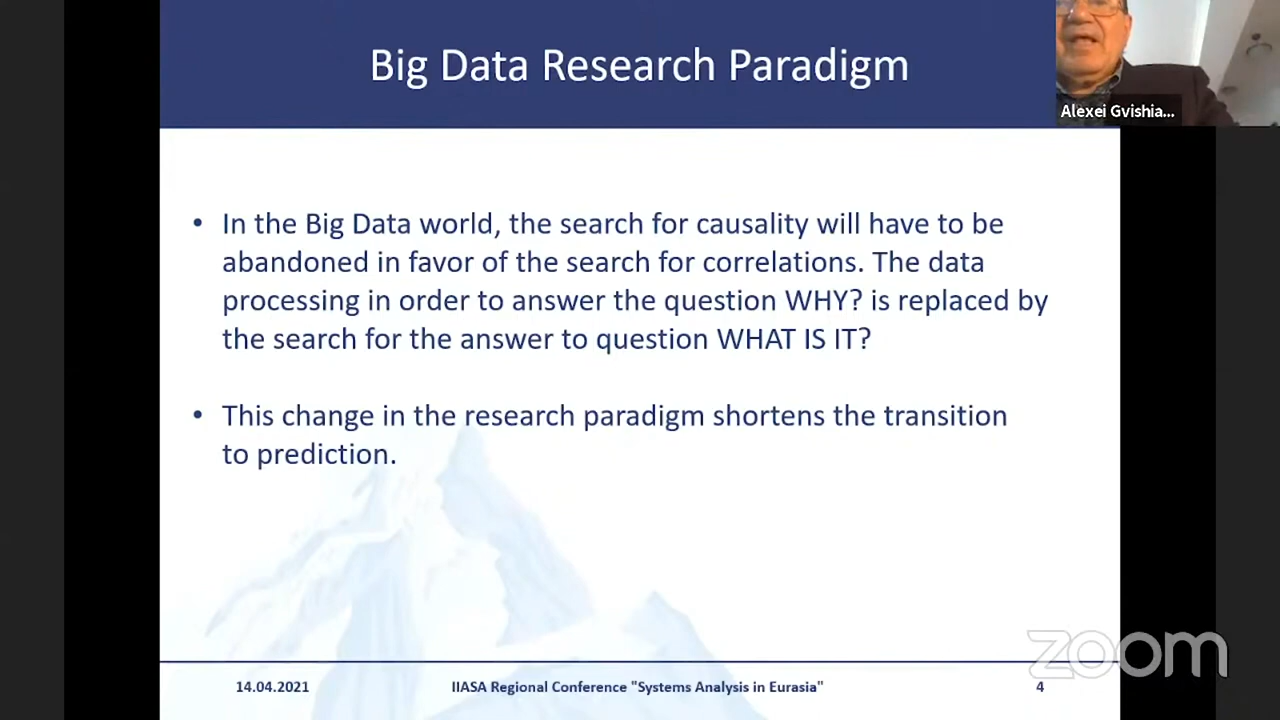 Big Data Research Paradigm
Alexei Gvishia...
• In the Big Data world, the search for causality will have to be
abandoned in favor of the search for correlations. The data
processing in order to answer the question WHY? is replaced by
the search for the answer to question WHAT IS IT?
• This change in the research paradigm shortens the transition
to prediction.
zoom
14.04.2021
IIASA Regional Conference "Systems Analysis in Eurasia"
4